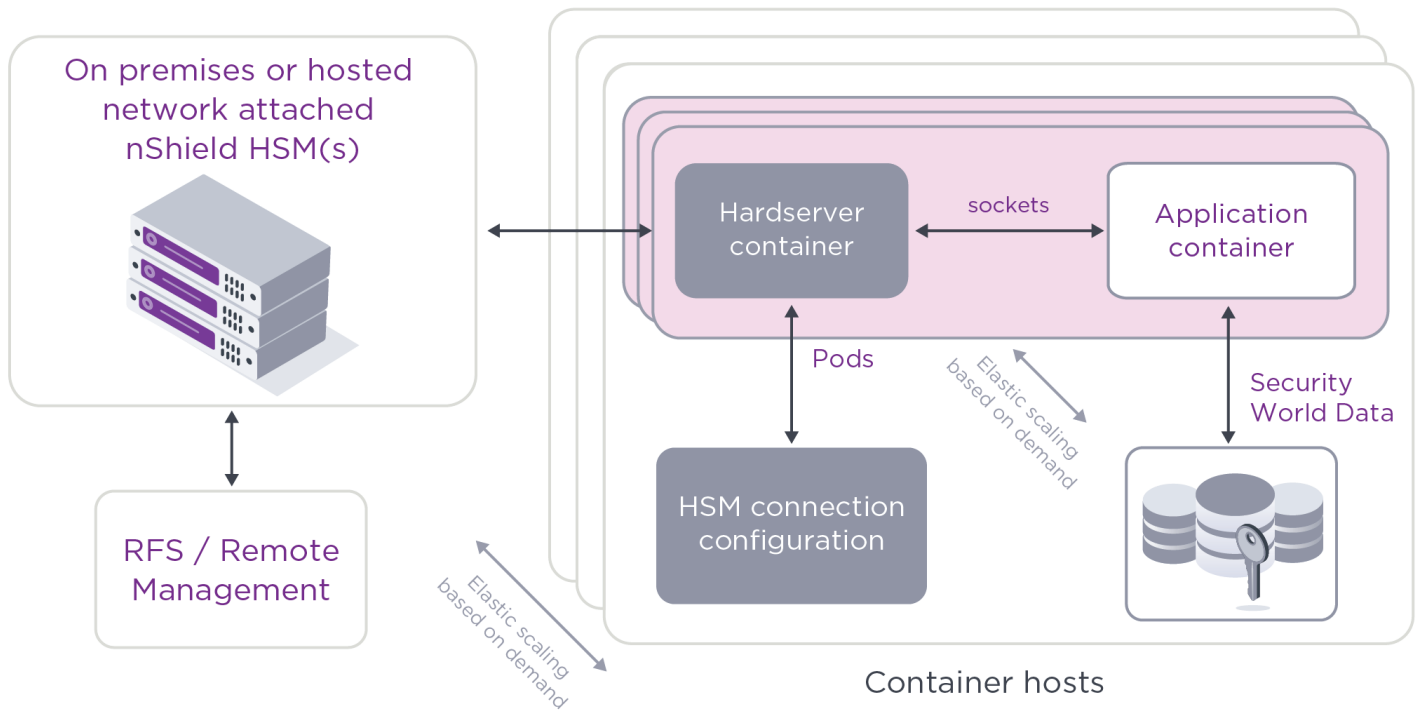 On premises or hosted
network attached
nShield HSM(s)
RFS / Remote
Management
Hardserver
container
sockets
Application
container
Pods
Elastic scaling
based on demand
Security
World Data
HSM connection
configuration
Elastic scaling
based on demand
Container hosts